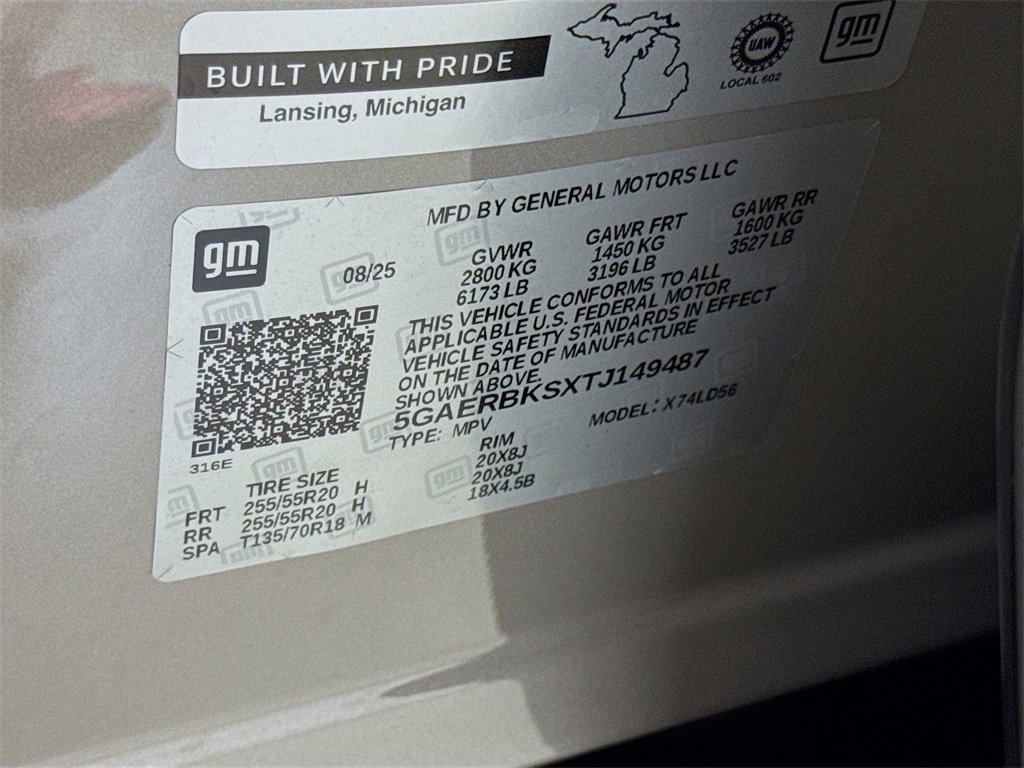 BUILT WITH PRIDE
Lansing, Michigan
UAW
LOCAL 602
gm
MFD BY GENERAL MOTORS LLC
gm
08/25
GVWR GAWR FRT GAWR RR
2800 KG 1450 KG 1600 KG
6173 LB 3196 LB 3527 LB
THIS VEHICLE CONFORMS TO ALL
APPLICABLE U.S. FEDERAL MOTOR
VEHICLE SAFETY STANDARDS IN EFFECT
ON THE DATE OF MANUFACTURE
SHOWN ABOVE
5GAERBKSXTJ149487
TYPE: MPV MODEL: X74LD56
316E
TIRE SIZE RIM
FRT 255/55R20 H 20X8J
RR 255/55R20 H 20X8J
SPA T135/70R18 M 18X4.5B